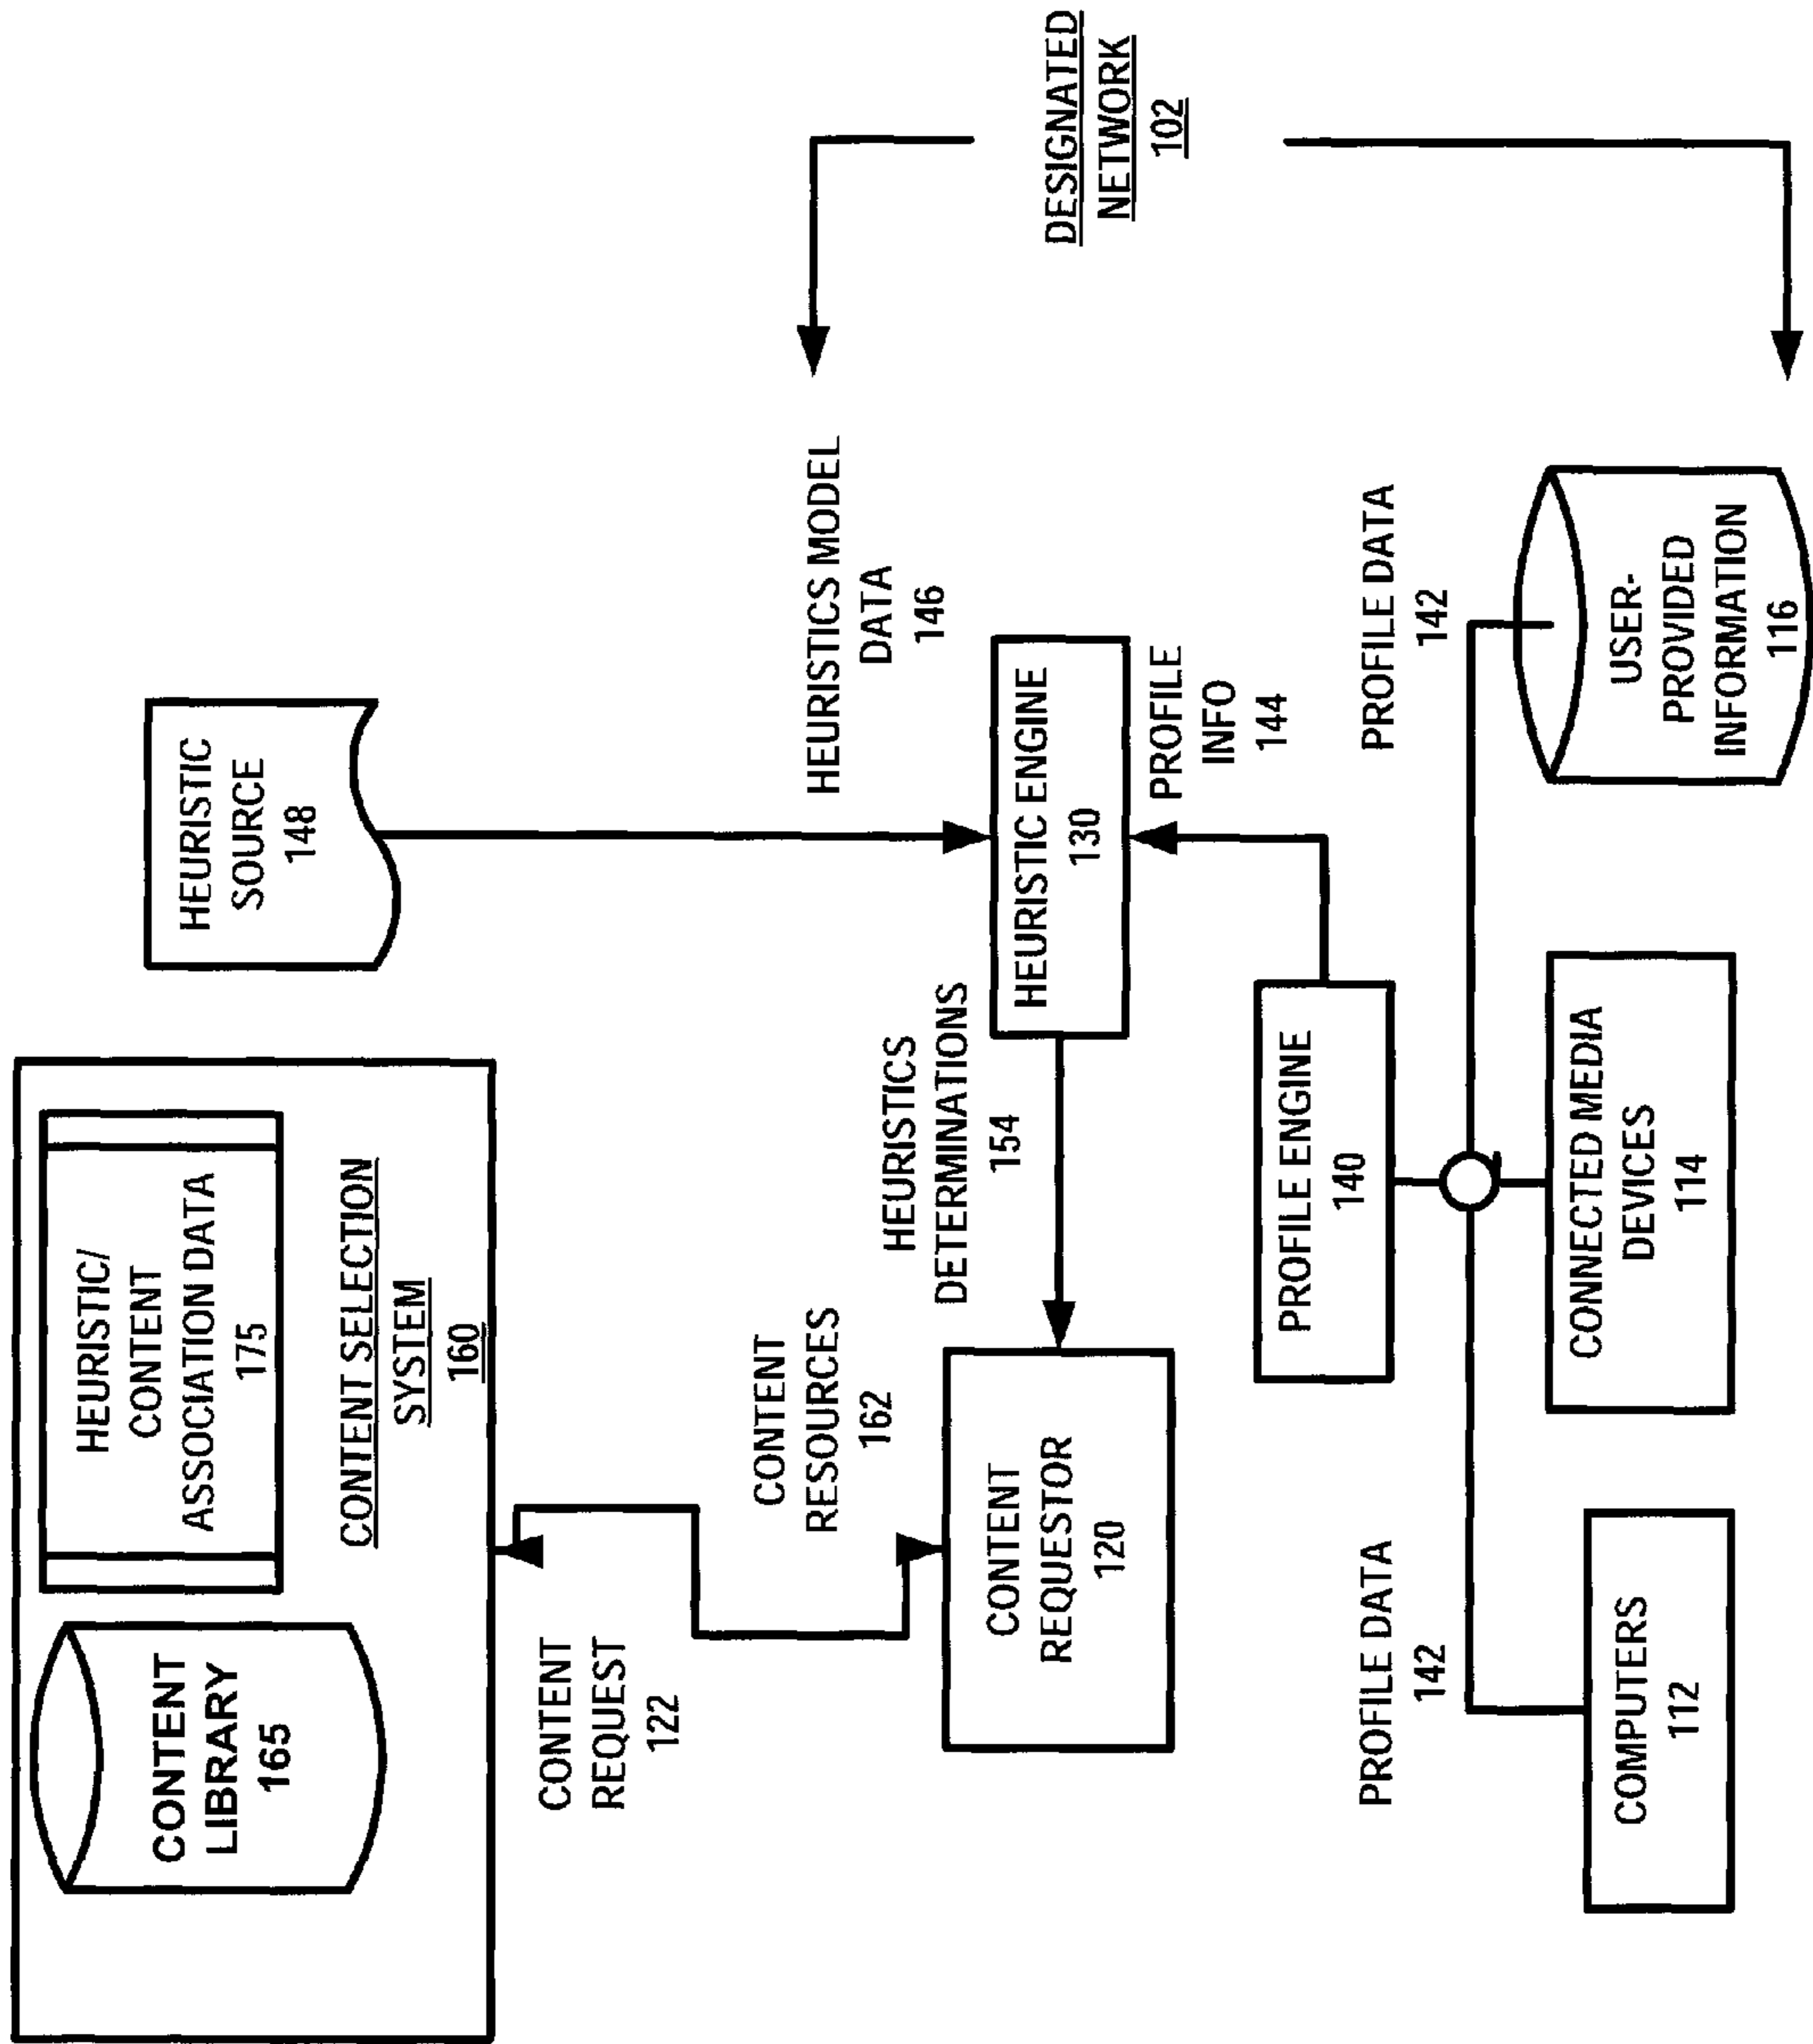 CONTENT
LIBRARY
165
HEURISTIC/
CONTENT
ASSOCIATION DATA
175
CONTENT SELECTION
SYSTEM
160
HEURISTIC
SOURCE
148
CONTENT
REQUEST
122
CONTENT
RESOURCES
162
HEURISTICS
DETERMINATIONS
154
HEURISTICS MODEL
DATA
146
CONTENT
REQUESTOR
120
HEURISTIC ENGINE
130
PROFILE
INFO
144
DESIGNATED
NETWORK
102
PROFILE ENGINE
140
PROFILE DATA
142
PROFILE DATA
142
COMPUTERS
112
CONNECTED MEDIA
DEVICES
114
USER-
PROVIDED
INFORMATION
116